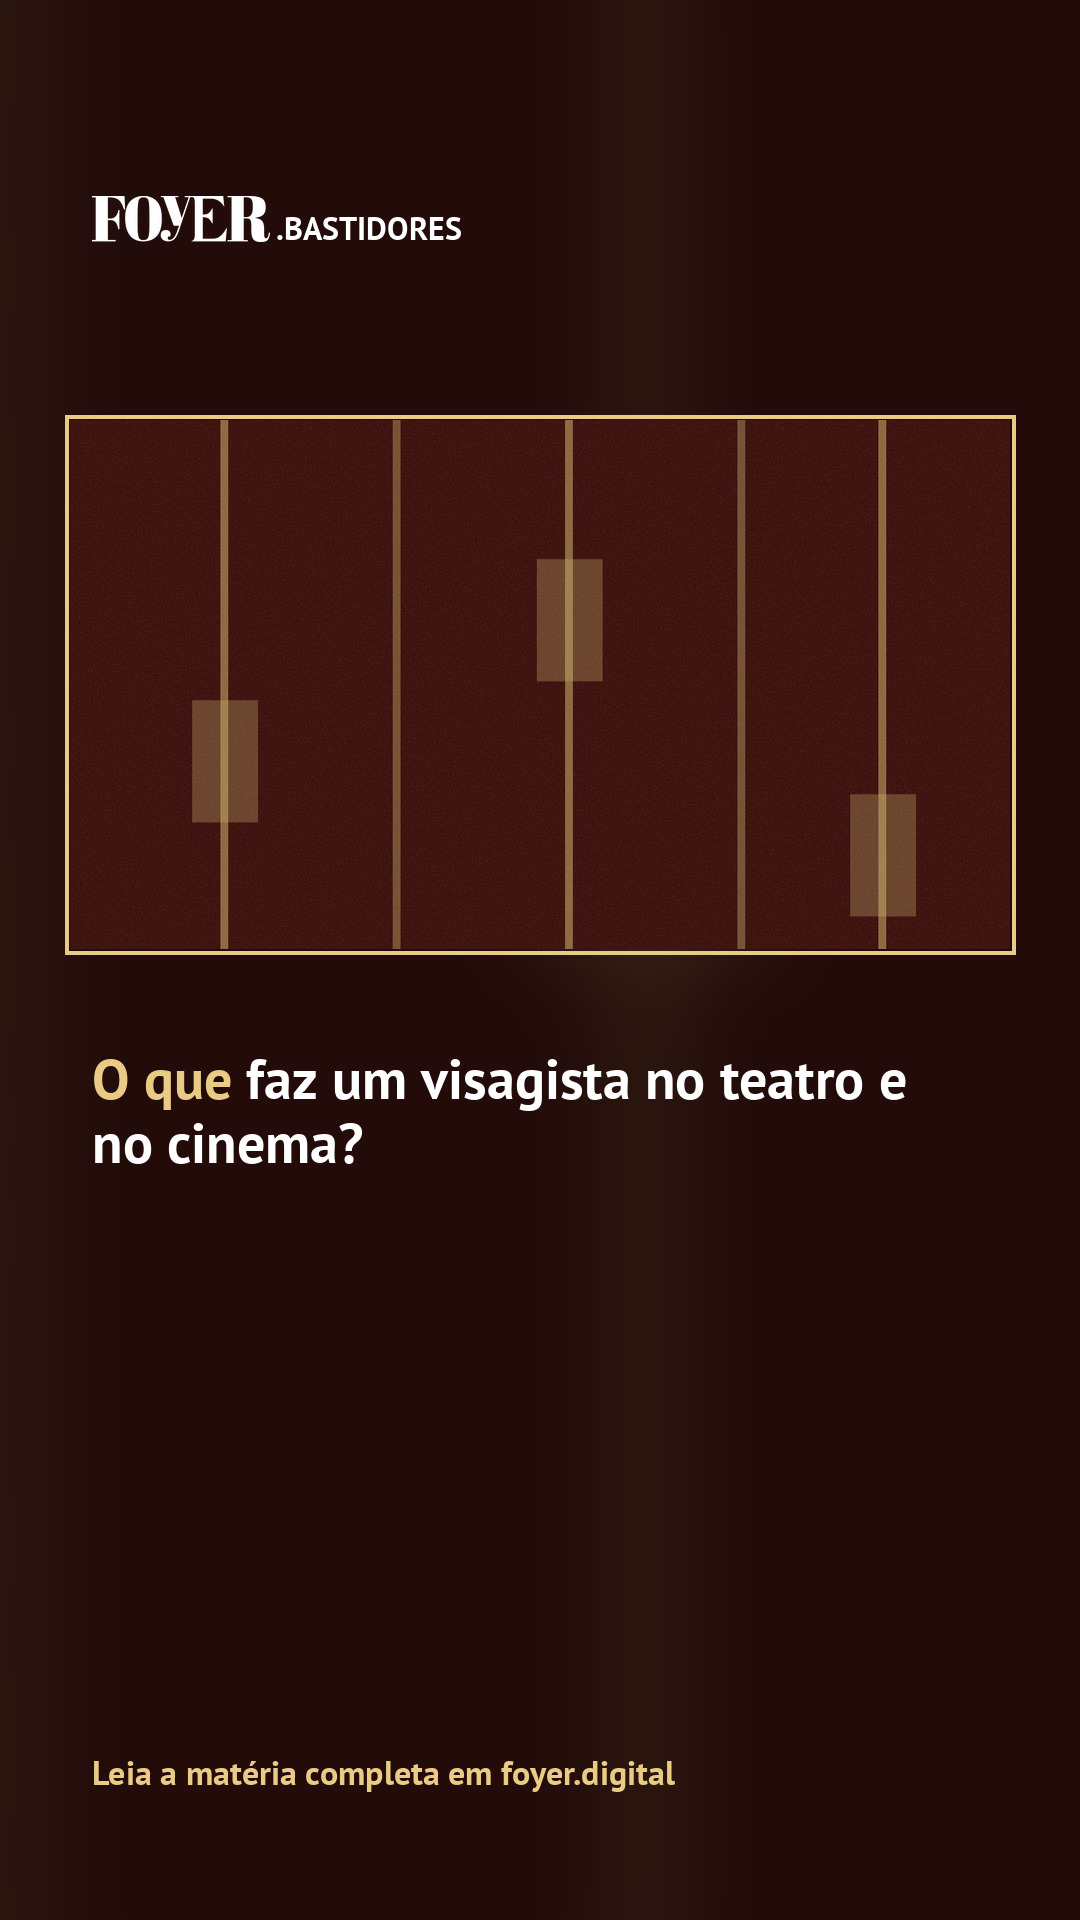 FOYER .BASTIDORES
O que faz um visagista no teatro e
no cinema?
Leia a matéria completa em foyer.digital